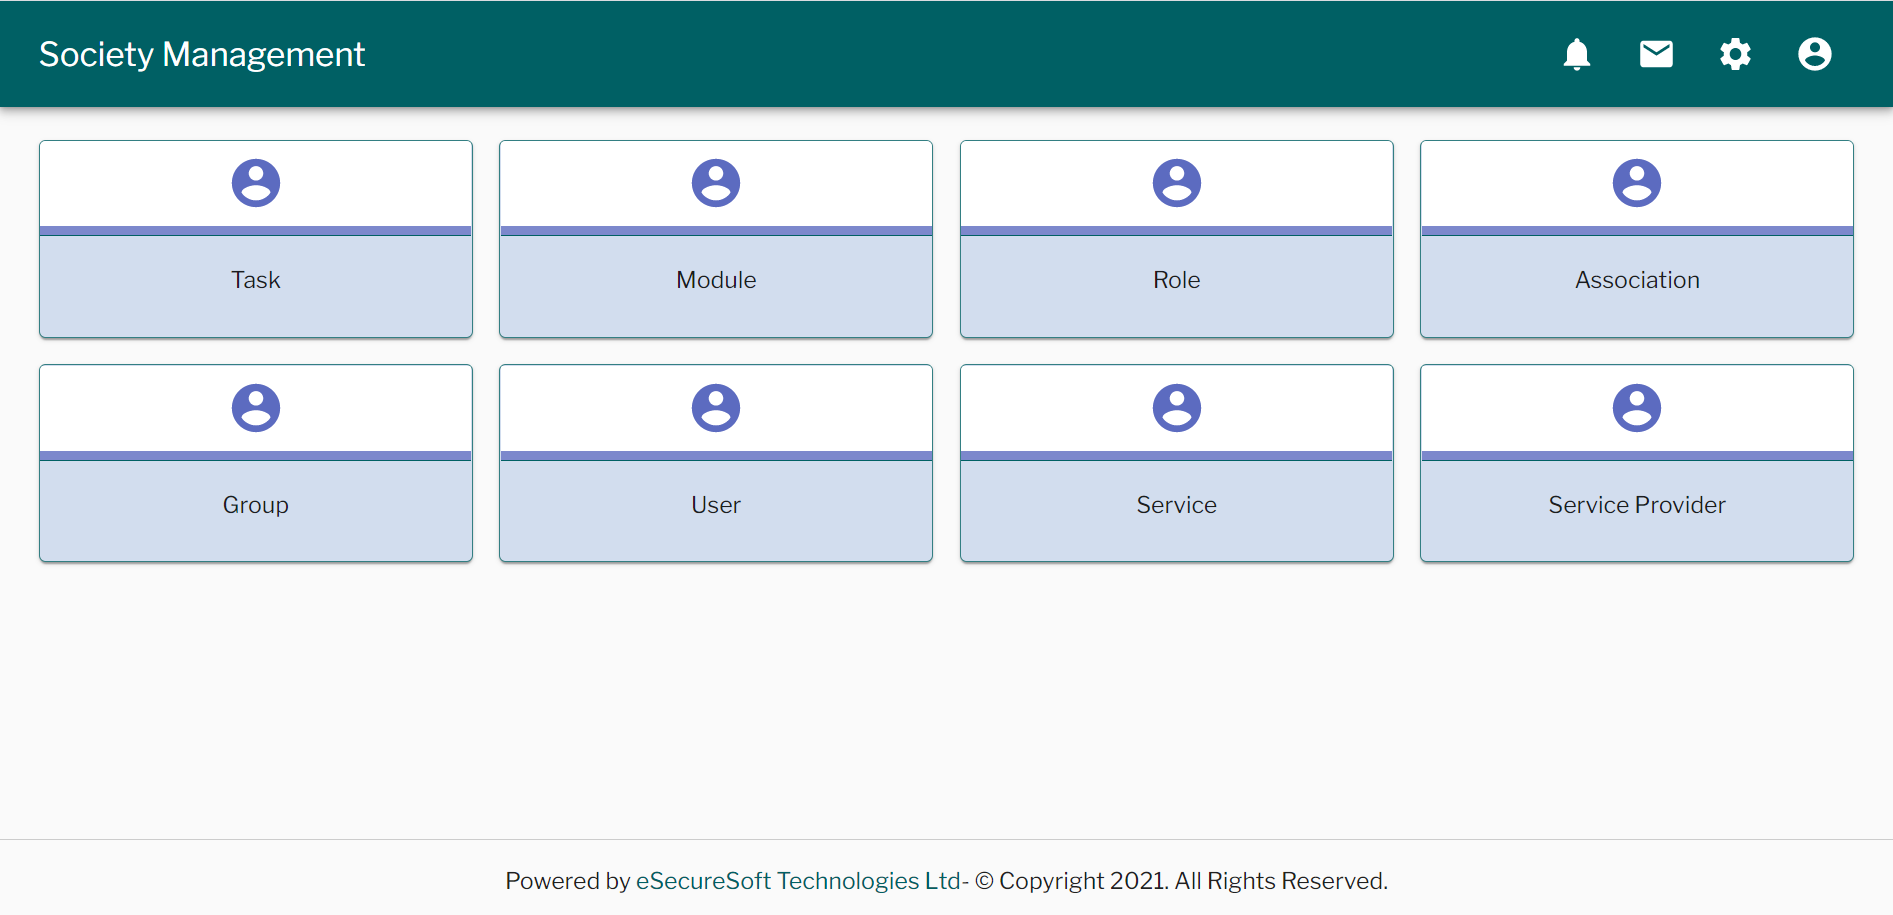 Society Management
Task
Module
Role
Association
Group
User
Service
Service Provider
Powered by eSecureSoft Technologies Ltd- © Copyright 2021. All Rights Reserved.